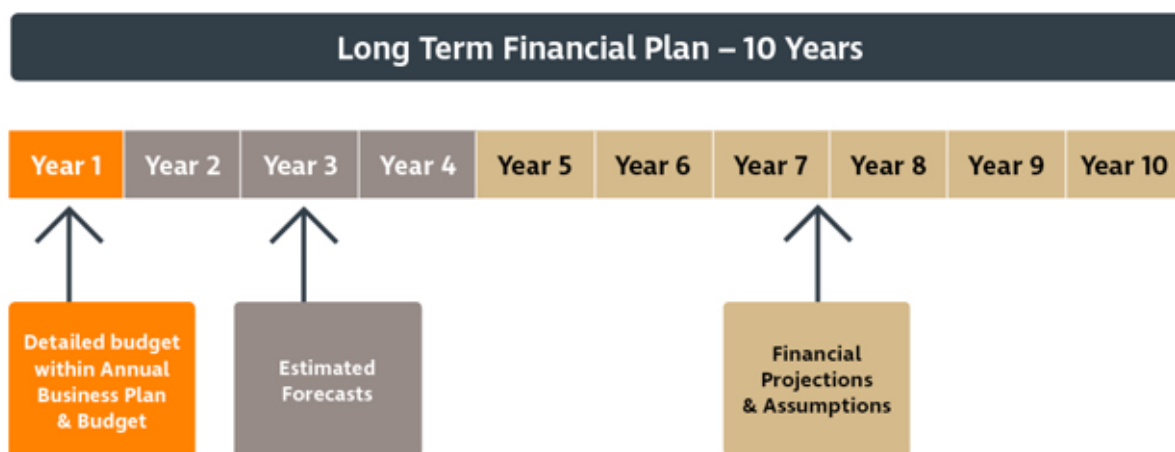 Long Term Financial Plan – 10 Years
Year 1 Year 2 Year 3 Year 4 Year 5 Year 6 Year 7 Year 8 Year 9 Year 10
Detailed budget
within Annual
Business Plan
& Budget
Estimated
Forecasts
Financial
Projections
& Assumptions